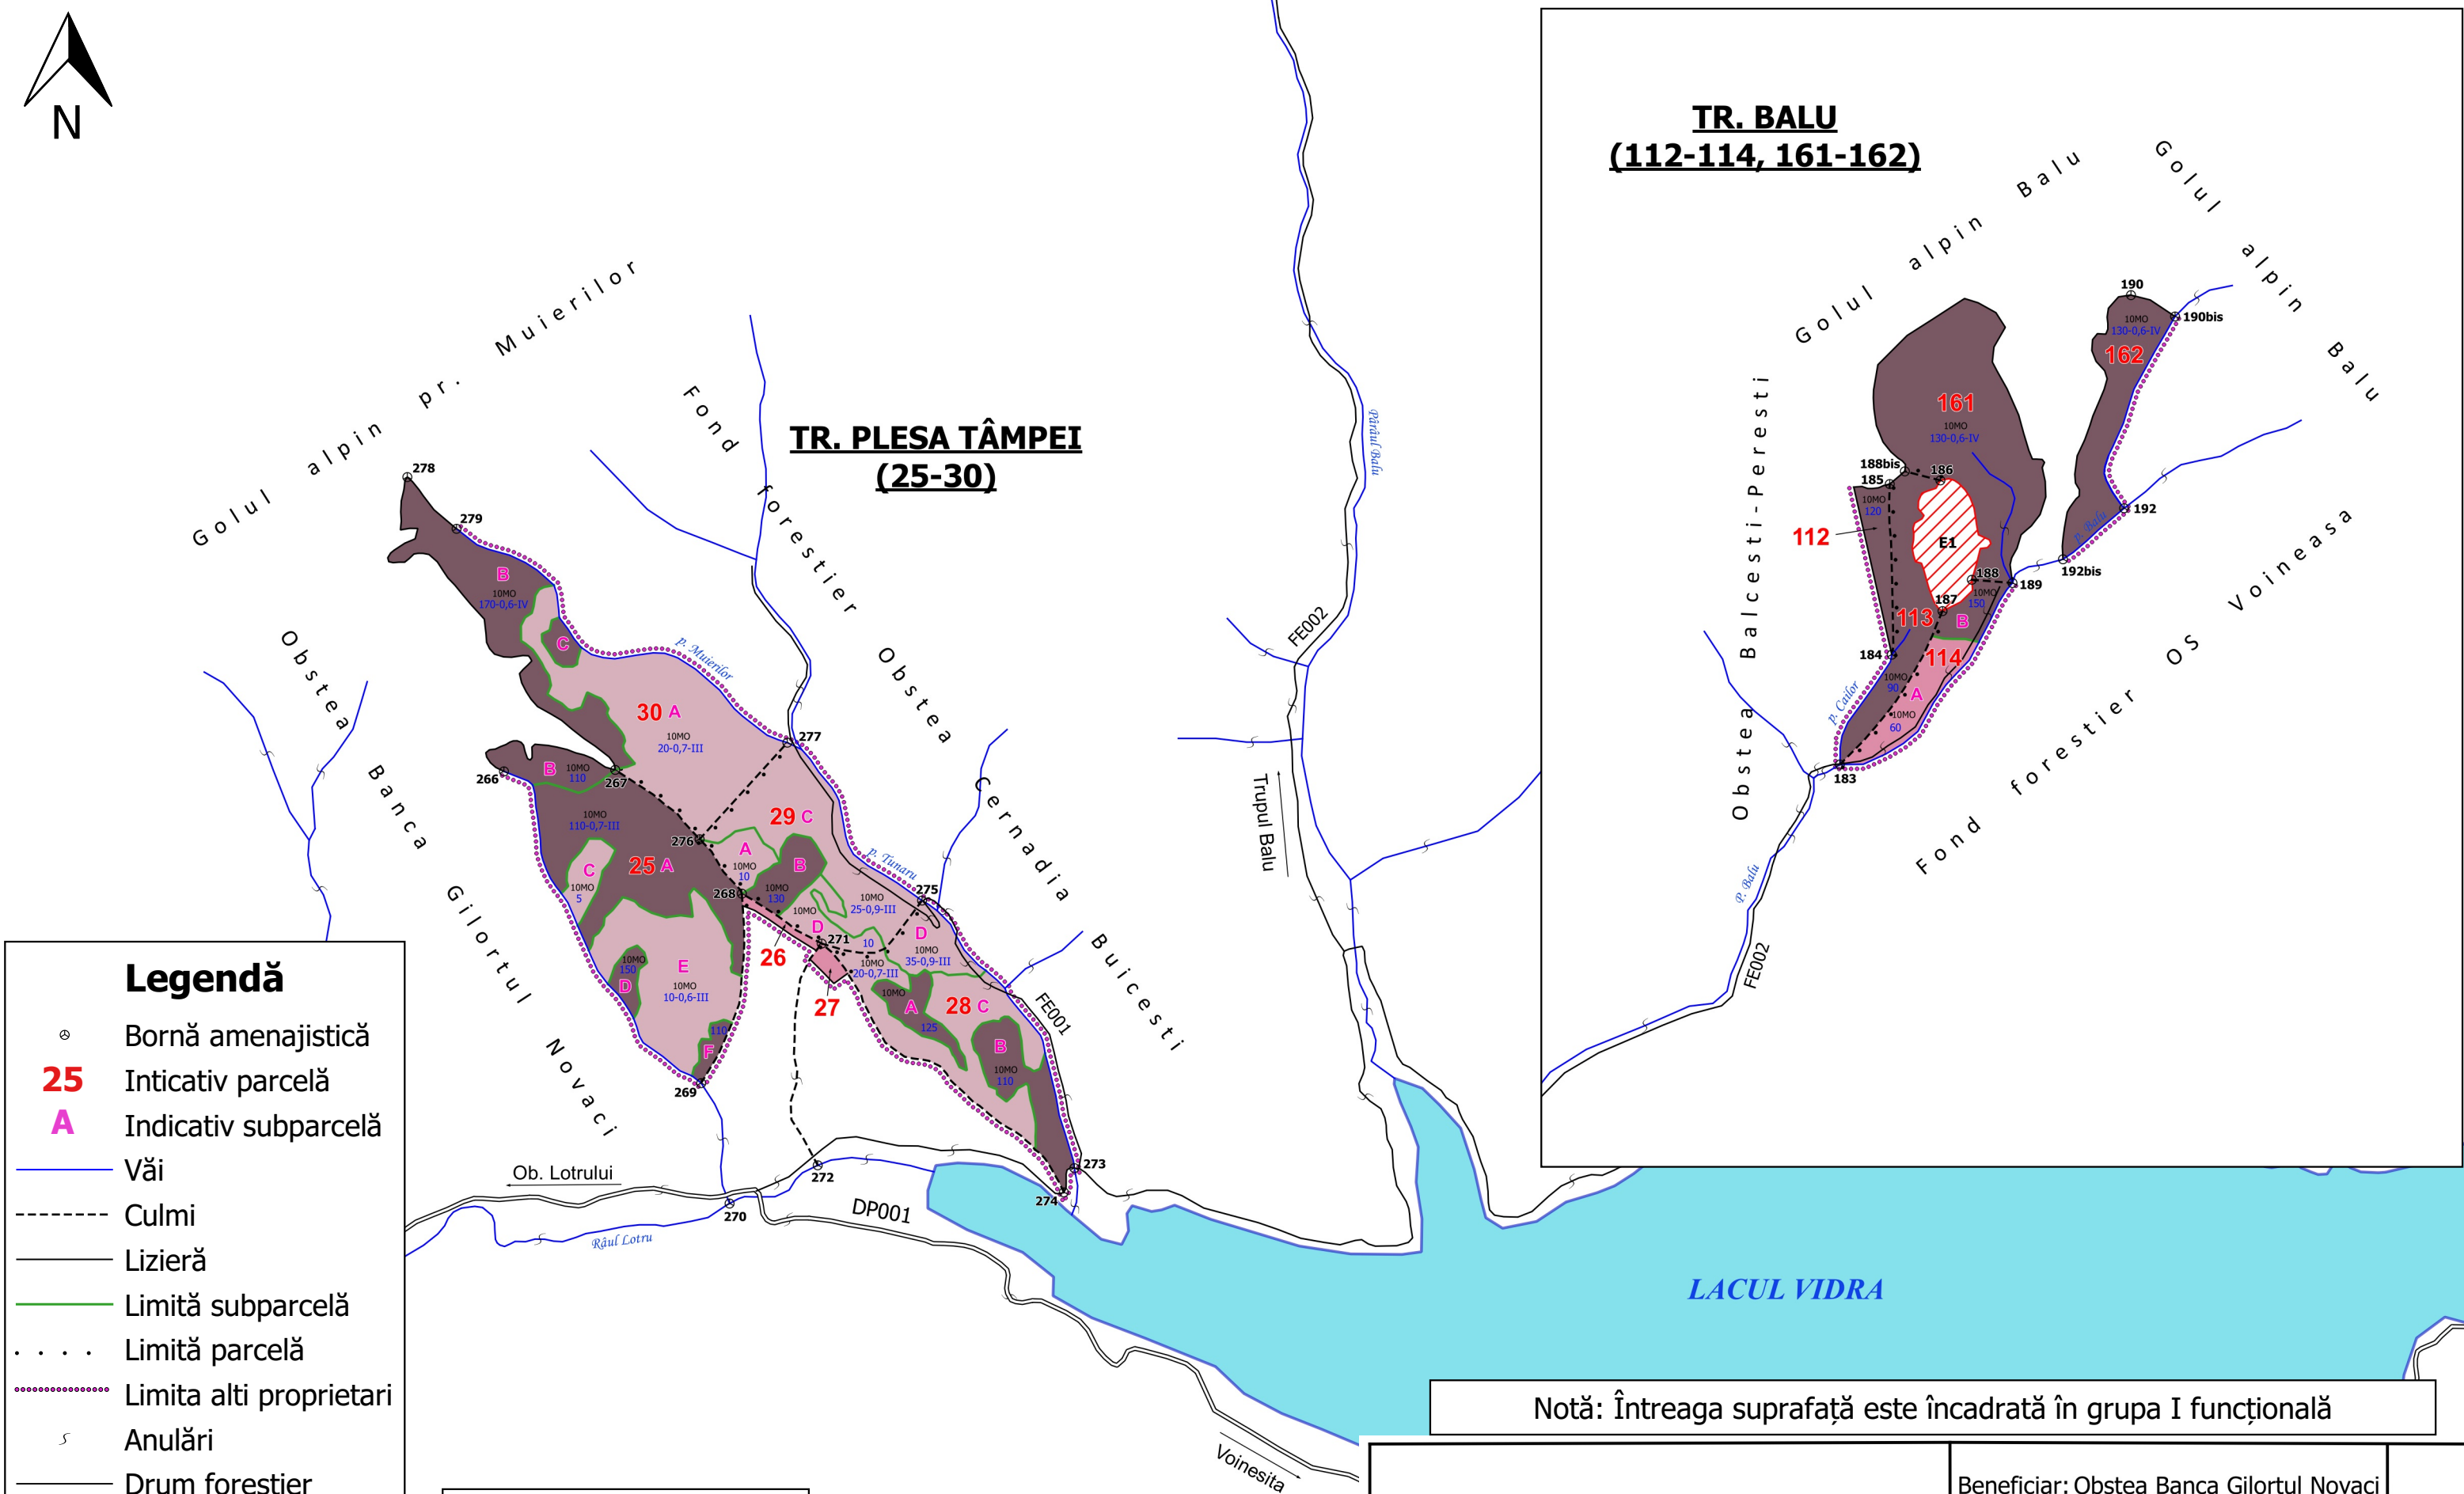 N
TR. PLESA TÂMPEI
(25-30)
TR. BALU
(112-114, 161-162)
Golul alpin pr. Muierilor
Fond forestier Obstea Cernadia Buicesti
Obstea Banca Gilortul Novaci
Golul alpin Balu
Golul alpin Balu
Obstea Balcesti-Peresti
Fond forestier OS Voineasa
278
279
B
10MO
170-0,6-IV
C
p. Muierilor
30 A
10MO
20-0,7-III
277
266
B
10MO
110
267
10MO
110-0,7-III
276
29 C
25 A
C
10MO
5
A
10MO
10
B
10MO
130
268
p. Tunaru
275
10MO
25-0,9-III
10MO
D
271
10
D
10MO
35-0,9-III
10MO
20-0,7-III
26
27
10MO
150
D
E
10MO
10-0,6-III
110
F
269
10MO
A
125
28 C
B
10MO
110
FE001
273
274
272
270
Ob. Lotrului
Râul Lotru
DP001
Voinesita
Pârâul Balu
FE002
Trupul Balu
LACUL VIDRA
190
190bis
10MO
130-0,6-IV
162
161
10MO
130-0,6-IV
188bis
186
185
10MO
120
112
E1
192
p. Balu
192bis
188
189
10MO
150
187
113
B
184
114
10MO
90
A
10MO
60
p. Cailor
183
P. Balu
FE002
Legendă
Bornă amenajistică
25 Inticativ parcelă
A Indicativ subparcelă
Văi
Culmi
Lizieră
Limită subparcelă
Limită parcelă
Limita alti proprietari
Anulări
Drum forestier
Notă: Întreaga suprafață este încadrată în grupa I funcțională
Beneficiar: Obstea Banca Gilortul Novaci